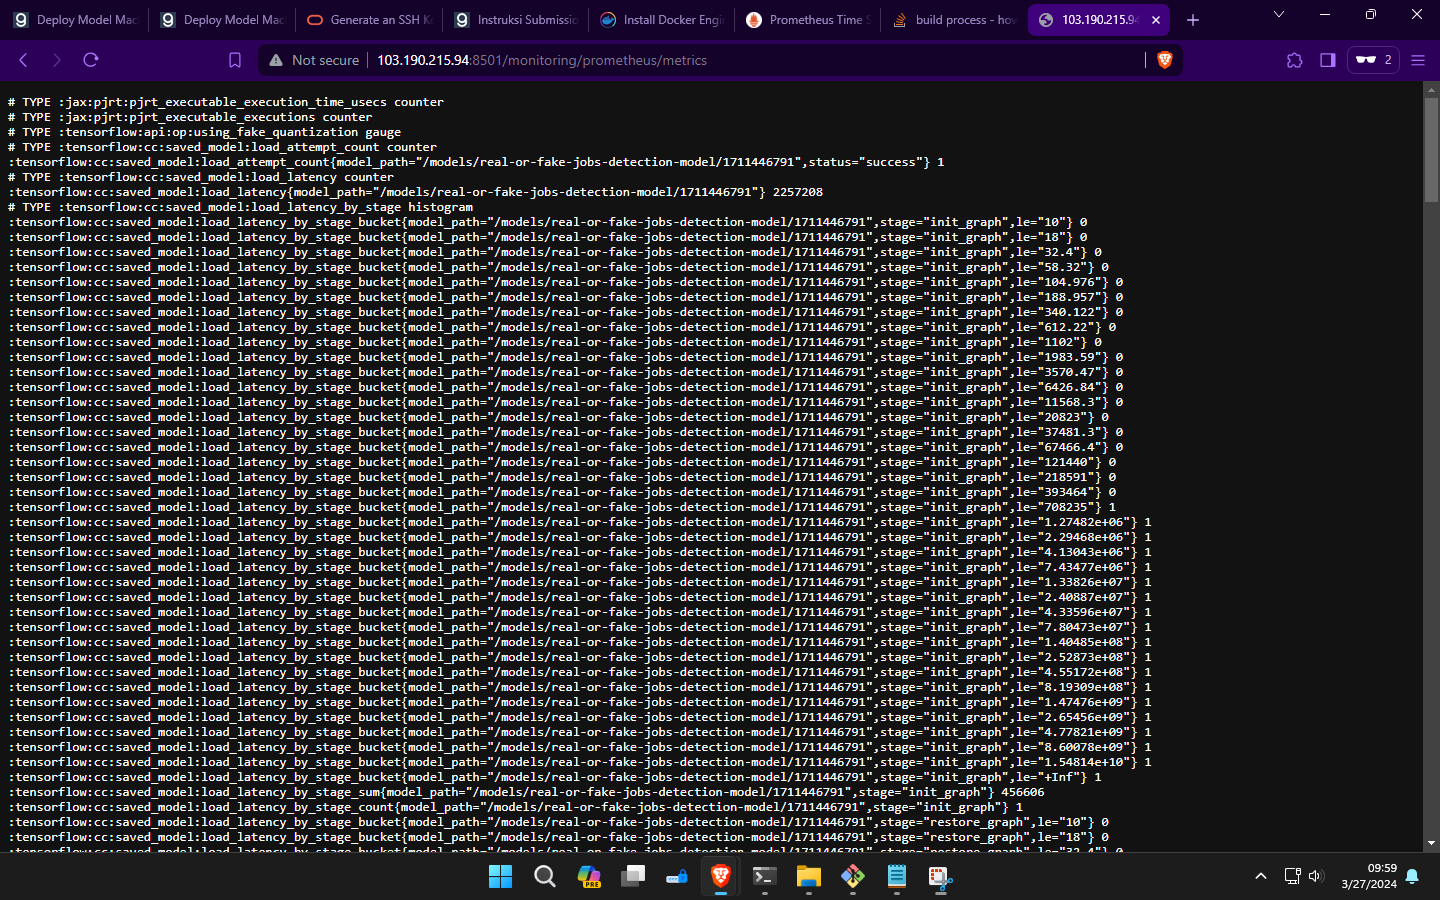 Deploy Model Mac
Deploy Model Mac
Generate an SSH K
Instruksi Submissio
Install Docker Engin
Prometheus Time S
build process - how
103.190.215.94
Not secure
103.190.215.94:8501/monitoring/prometheus/metrics
2
# TYPE :jax:pjrt:pjrt_executable_execution_time_usecs counter
# TYPE :jax:pjrt:pjrt_executable_executions counter
# TYPE :tensorflow:api:op:using_fake_quantization gauge
# TYPE :tensorflow:cc:saved_model:load_attempt_count counter
:tensorflow:cc:saved_model:load_attempt_count{model_path="/models/real-or-fake-jobs-detection-model/1711446791",status="success"} 1
# TYPE :tensorflow:cc:saved_model:load_latency counter
:tensorflow:cc:saved_model:load_latency{model_path="/models/real-or-fake-jobs-detection-model/1711446791"} 2257208
# TYPE :tensorflow:cc:saved_model:load_latency_by_stage histogram
:tensorflow:cc:saved_model:load_latency_by_stage_bucket{model_path="/models/real-or-fake-jobs-detection-model/1711446791",stage="init_graph",le="10"} 0
:tensorflow:cc:saved_model:load_latency_by_stage_bucket{model_path="/models/real-or-fake-jobs-detection-model/1711446791",stage="init_graph",le="18"} 0
:tensorflow:cc:saved_model:load_latency_by_stage_bucket{model_path="/models/real-or-fake-jobs-detection-model/1711446791",stage="init_graph",le="32.4"} 0
:tensorflow:cc:saved_model:load_latency_by_stage_bucket{model_path="/models/real-or-fake-jobs-detection-model/1711446791",stage="init_graph",le="58.32"} 0
:tensorflow:cc:saved_model:load_latency_by_stage_bucket{model_path="/models/real-or-fake-jobs-detection-model/1711446791",stage="init_graph",le="104.976"} 0
:tensorflow:cc:saved_model:load_latency_by_stage_bucket{model_path="/models/real-or-fake-jobs-detection-model/1711446791",stage="init_graph",le="188.957"} 0
:tensorflow:cc:saved_model:load_latency_by_stage_bucket{model_path="/models/real-or-fake-jobs-detection-model/1711446791",stage="init_graph",le="340.122"} 0
:tensorflow:cc:saved_model:load_latency_by_stage_bucket{model_path="/models/real-or-fake-jobs-detection-model/1711446791",stage="init_graph",le="612.22"} 0
:tensorflow:cc:saved_model:load_latency_by_stage_bucket{model_path="/models/real-or-fake-jobs-detection-model/1711446791",stage="init_graph",le="1102"} 0
:tensorflow:cc:saved_model:load_latency_by_stage_bucket{model_path="/models/real-or-fake-jobs-detection-model/1711446791",stage="init_graph",le="1983.59"} 0
:tensorflow:cc:saved_model:load_latency_by_stage_bucket{model_path="/models/real-or-fake-jobs-detection-model/1711446791",stage="init_graph",le="3570.47"} 0
:tensorflow:cc:saved_model:load_latency_by_stage_bucket{model_path="/models/real-or-fake-jobs-detection-model/1711446791",stage="init_graph",le="6426.84"} 0
:tensorflow:cc:saved_model:load_latency_by_stage_bucket{model_path="/models/real-or-fake-jobs-detection-model/1711446791",stage="init_graph",le="11568.3"} 0
:tensorflow:cc:saved_model:load_latency_by_stage_bucket{model_path="/models/real-or-fake-jobs-detection-model/1711446791",stage="init_graph",le="20823"} 0
:tensorflow:cc:saved_model:load_latency_by_stage_bucket{model_path="/models/real-or-fake-jobs-detection-model/1711446791",stage="init_graph",le="37481.3"} 0
:tensorflow:cc:saved_model:load_latency_by_stage_bucket{model_path="/models/real-or-fake-jobs-detection-model/1711446791",stage="init_graph",le="67466.4"} 0
:tensorflow:cc:saved_model:load_latency_by_stage_bucket{model_path="/models/real-or-fake-jobs-detection-model/1711446791",stage="init_graph",le="121440"} 0
:tensorflow:cc:saved_model:load_latency_by_stage_bucket{model_path="/models/real-or-fake-jobs-detection-model/1711446791",stage="init_graph",le="218591"} 0
:tensorflow:cc:saved_model:load_latency_by_stage_bucket{model_path="/models/real-or-fake-jobs-detection-model/1711446791",stage="init_graph",le="393464"} 0
:tensorflow:cc:saved_model:load_latency_by_stage_bucket{model_path="/models/real-or-fake-jobs-detection-model/1711446791",stage="init_graph",le="708235"} 1
:tensorflow:cc:saved_model:load_latency_by_stage_bucket{model_path="/models/real-or-fake-jobs-detection-model/1711446791",stage="init_graph",le="1.27482e+06"} 1
:tensorflow:cc:saved_model:load_latency_by_stage_bucket{model_path="/models/real-or-fake-jobs-detection-model/1711446791",stage="init_graph",le="2.29468e+06"} 1
:tensorflow:cc:saved_model:load_latency_by_stage_bucket{model_path="/models/real-or-fake-jobs-detection-model/1711446791",stage="init_graph",le="4.13043e+06"} 1
:tensorflow:cc:saved_model:load_latency_by_stage_bucket{model_path="/models/real-or-fake-jobs-detection-model/1711446791",stage="init_graph",le="7.43477e+06"} 1
:tensorflow:cc:saved_model:load_latency_by_stage_bucket{model_path="/models/real-or-fake-jobs-detection-model/1711446791",stage="init_graph",le="1.33826e+07"} 1
:tensorflow:cc:saved_model:load_latency_by_stage_bucket{model_path="/models/real-or-fake-jobs-detection-model/1711446791",stage="init_graph",le="2.40887e+07"} 1
:tensorflow:cc:saved_model:load_latency_by_stage_bucket{model_path="/models/real-or-fake-jobs-detection-model/1711446791",stage="init_graph",le="4.33596e+07"} 1
:tensorflow:cc:saved_model:load_latency_by_stage_bucket{model_path="/models/real-or-fake-jobs-detection-model/1711446791",stage="init_graph",le="7.80473e+07"} 1
:tensorflow:cc:saved_model:load_latency_by_stage_bucket{model_path="/models/real-or-fake-jobs-detection-model/1711446791",stage="init_graph",le="1.40485e+08"} 1
:tensorflow:cc:saved_model:load_latency_by_stage_bucket{model_path="/models/real-or-fake-jobs-detection-model/1711446791",stage="init_graph",le="2.52873e+08"} 1
:tensorflow:cc:saved_model:load_latency_by_stage_bucket{model_path="/models/real-or-fake-jobs-detection-model/1711446791",stage="init_graph",le="4.55172e+08"} 1
:tensorflow:cc:saved_model:load_latency_by_stage_bucket{model_path="/models/real-or-fake-jobs-detection-model/1711446791",stage="init_graph",le="8.19309e+08"} 1
:tensorflow:cc:saved_model:load_latency_by_stage_bucket{model_path="/models/real-or-fake-jobs-detection-model/1711446791",stage="init_graph",le="1.47476e+09"} 1
:tensorflow:cc:saved_model:load_latency_by_stage_bucket{model_path="/models/real-or-fake-jobs-detection-model/1711446791",stage="init_graph",le="2.65456e+09"} 1
:tensorflow:cc:saved_model:load_latency_by_stage_bucket{model_path="/models/real-or-fake-jobs-detection-model/1711446791",stage="init_graph",le="4.77821e+09"} 1
:tensorflow:cc:saved_model:load_latency_by_stage_bucket{model_path="/models/real-or-fake-jobs-detection-model/1711446791",stage="init_graph",le="8.60078e+09"} 1
:tensorflow:cc:saved_model:load_latency_by_stage_bucket{model_path="/models/real-or-fake-jobs-detection-model/1711446791",stage="init_graph",le="1.54814e+10"} 1
:tensorflow:cc:saved_model:load_latency_by_stage_bucket{model_path="/models/real-or-fake-jobs-detection-model/1711446791",stage="init_graph",le="+Inf"} 1
:tensorflow:cc:saved_model:load_latency_by_stage_sum{model_path="/models/real-or-fake-jobs-detection-model/1711446791",stage="init_graph"} 456606
:tensorflow:cc:saved_model:load_latency_by_stage_count{model_path="/models/real-or-fake-jobs-detection-model/1711446791",stage="init_graph"} 1
:tensorflow:cc:saved_model:load_latency_by_stage_bucket{model_path="/models/real-or-fake-jobs-detection-model/1711446791",stage="restore_graph",le="10"} 0
:tensorflow:cc:saved_model:load_latency_by_stage_bucket{model_path="/models/real-or-fake-jobs-detection-model/1711446791",stage="restore_graph",le="18"} 0
:tensorflow:cc:saved_model:load_latency_by_stage_bucket{model_path="/models/real-or-fake-jobs-detection-model/1711446791",stage="restore_graph",le="32.4"} 0
PRE
09:59
3/27/2024